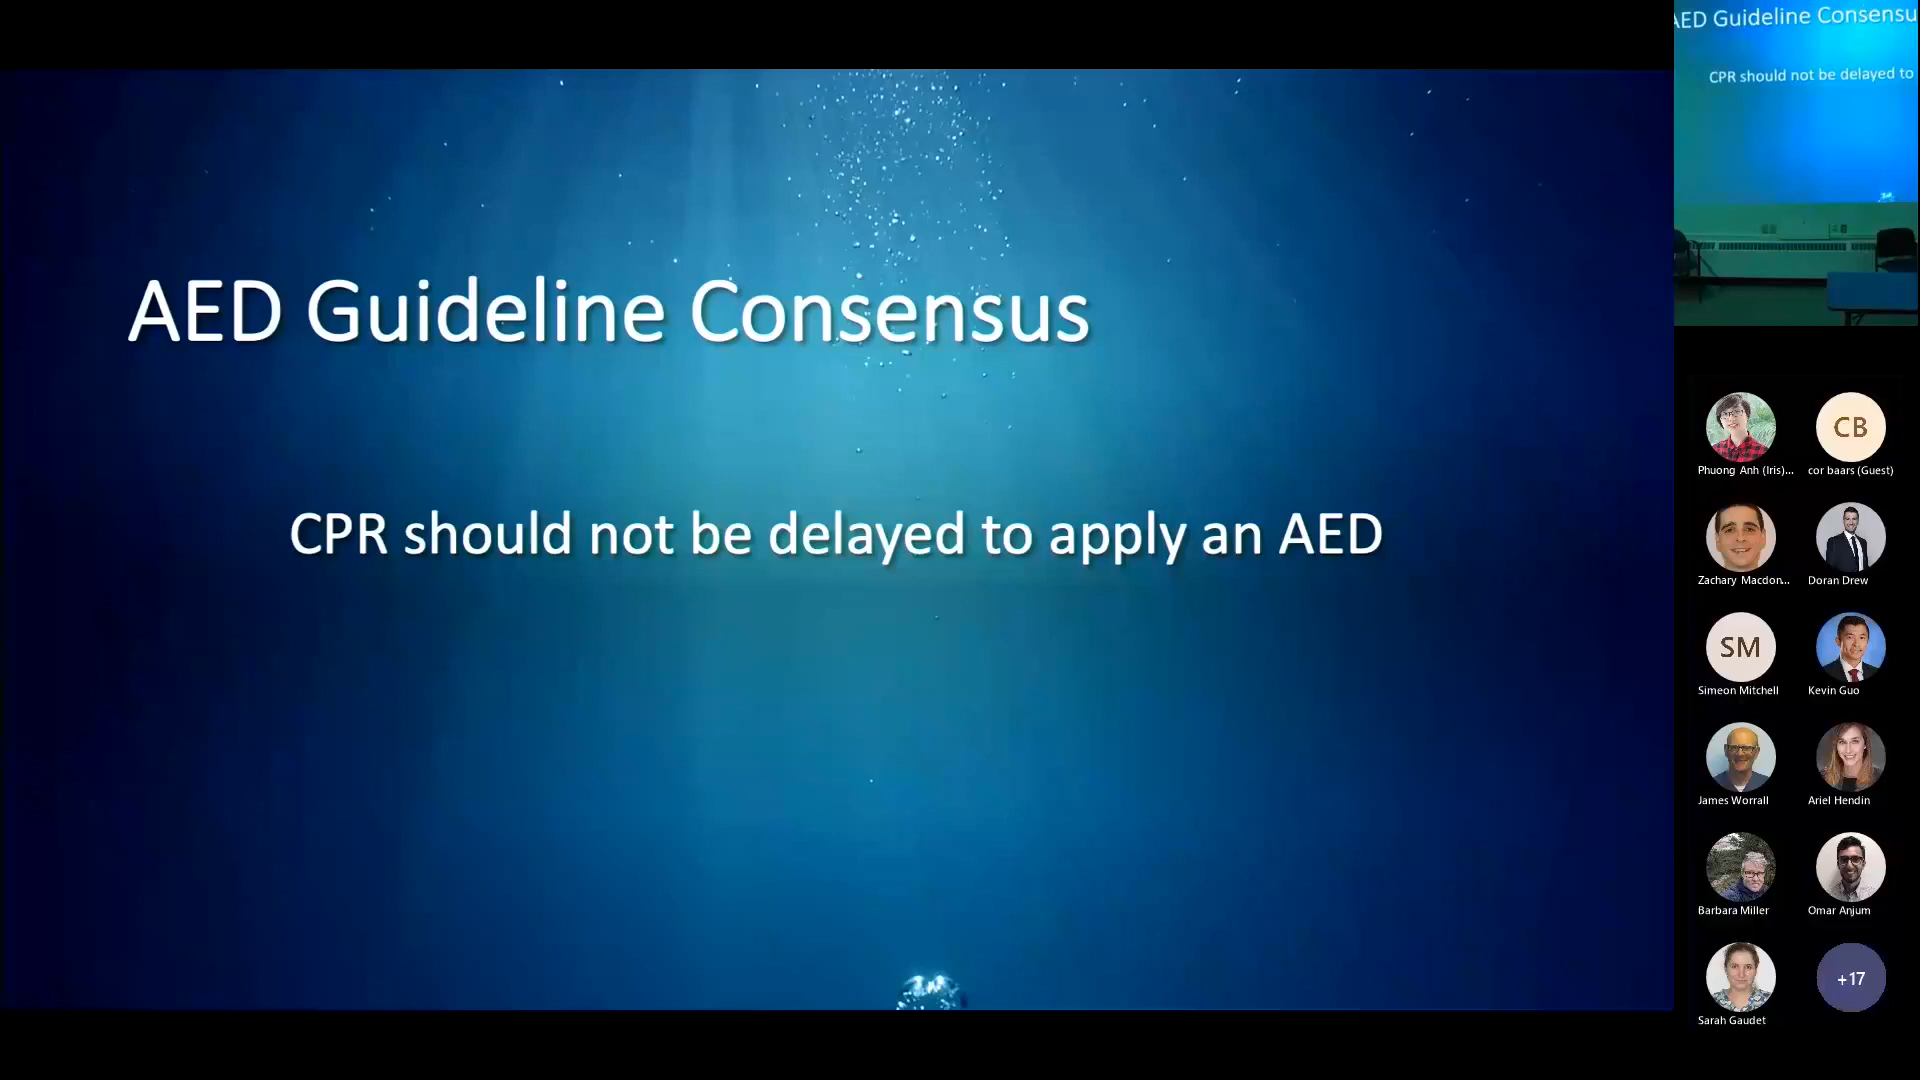 AED Guideline Consensus
CPR should not be delayed to apply an AED
AED Guideline Consensu
CPR should not be delayed to
CB
Phuong Anh (Iris)...
cor baars (Guest)
Zachary Macdon...
Doran Drew
SM
Simeon Mitchell
Kevin Guo
James Worrall
Ariel Hendin
Barbara Miller
Omar Anjum
+17
Sarah Gaudet